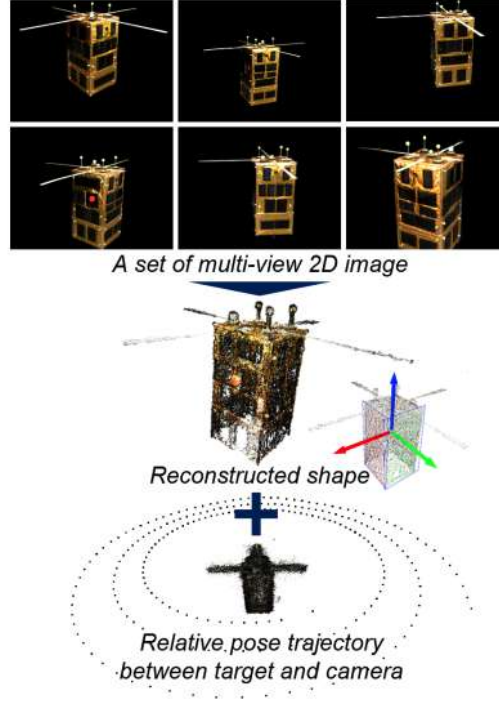 A set of multi-view 2D image
Reconstructed shape
Relative pose trajectory
between target and camera